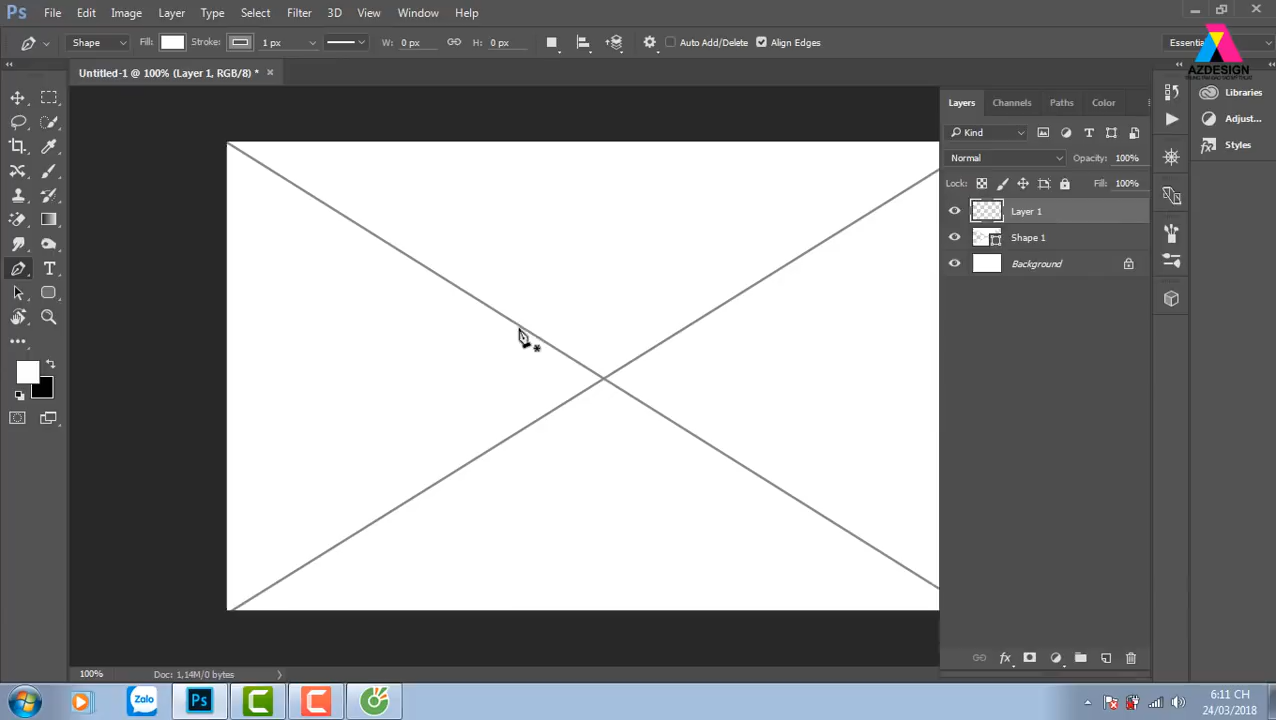 Ps File Edit Image Layer Type Select Filter 3D View Window Help
Shape Fill: Stroke: 1 px W: 0 px H: 0 px Auto Add/Delete Align Edges Essentia
AZDESIGN
Untitled-1 @ 100% (Layer 1, RGB/8) *
Layers Channels Paths Color
Libraries
Adjust...
Styles
Kind
Normal Opacity: 100%
Lock: Fill: 100%
Layer 1
Shape 1
Background
100% Doc: 1,14M/0 bytes
Zalo Ps
6:11 CH
24/03/2018